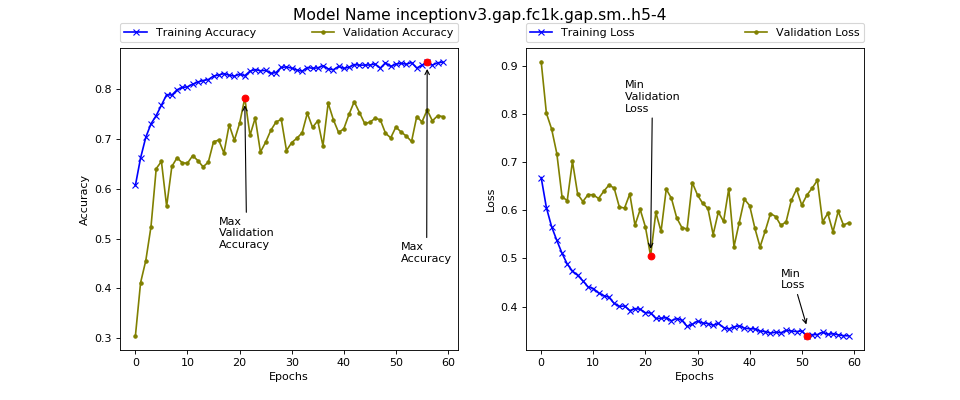 Model Name inceptionv3.gap.fc1k.gap.sm..h5-4
Training Accuracy
Validation Accuracy
0.8
0.7
0.6
0.5
0.4
0.3
Accuracy
Max
Validation
Accuracy
Max
Accuracy
0 10 20 30 40 50 60
Epochs
Training Loss
Validation Loss
0.9
0.8
0.7
0.6
0.5
0.4
Loss
Min
Validation
Loss
Min
Loss
0 10 20 30 40 50 60
Epochs